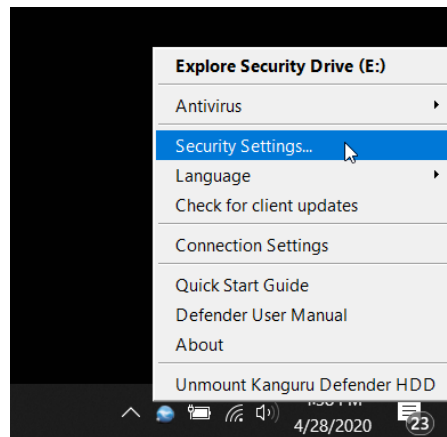 Explore Security Drive (E:)
Antivirus
Security Settings...
Language
Check for client updates
Connection Settings
Quick Start Guide
Defender User Manual
About
Unmount Kanguru Defender HDD
4/28/2020
23